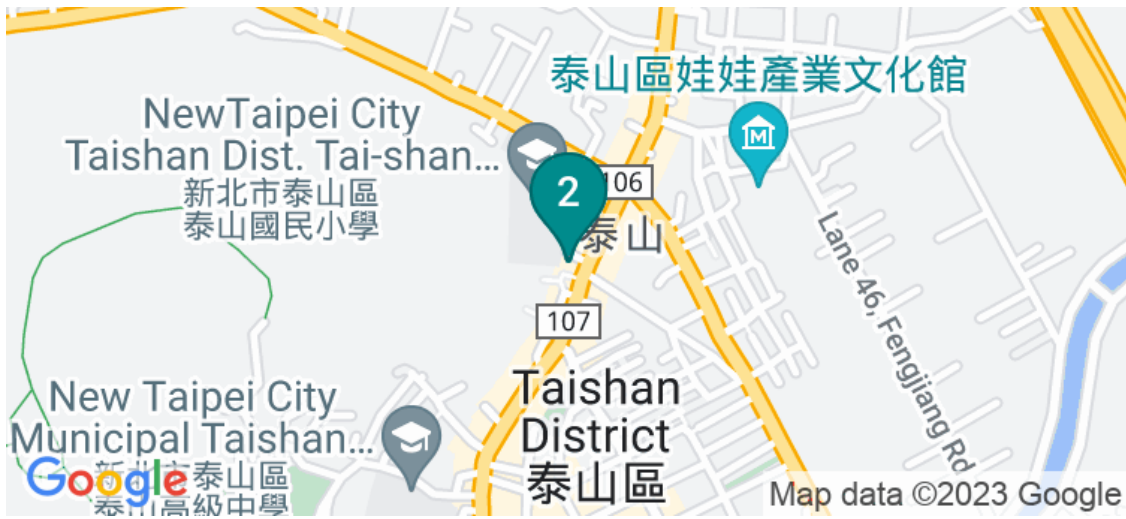 泰山區娃娃產業文化館
NewTaipei City
Taishan Dist. Tai-shan...
新北市泰山區
泰山國民小學
2
106
泰山
Lane 46, Fengjiang Rd
107
Taishan
District
泰山區
New Taipei City
Municipal Taishan...
新北市泰山區
泰山高級中學
Google
Map data ©2023 Google